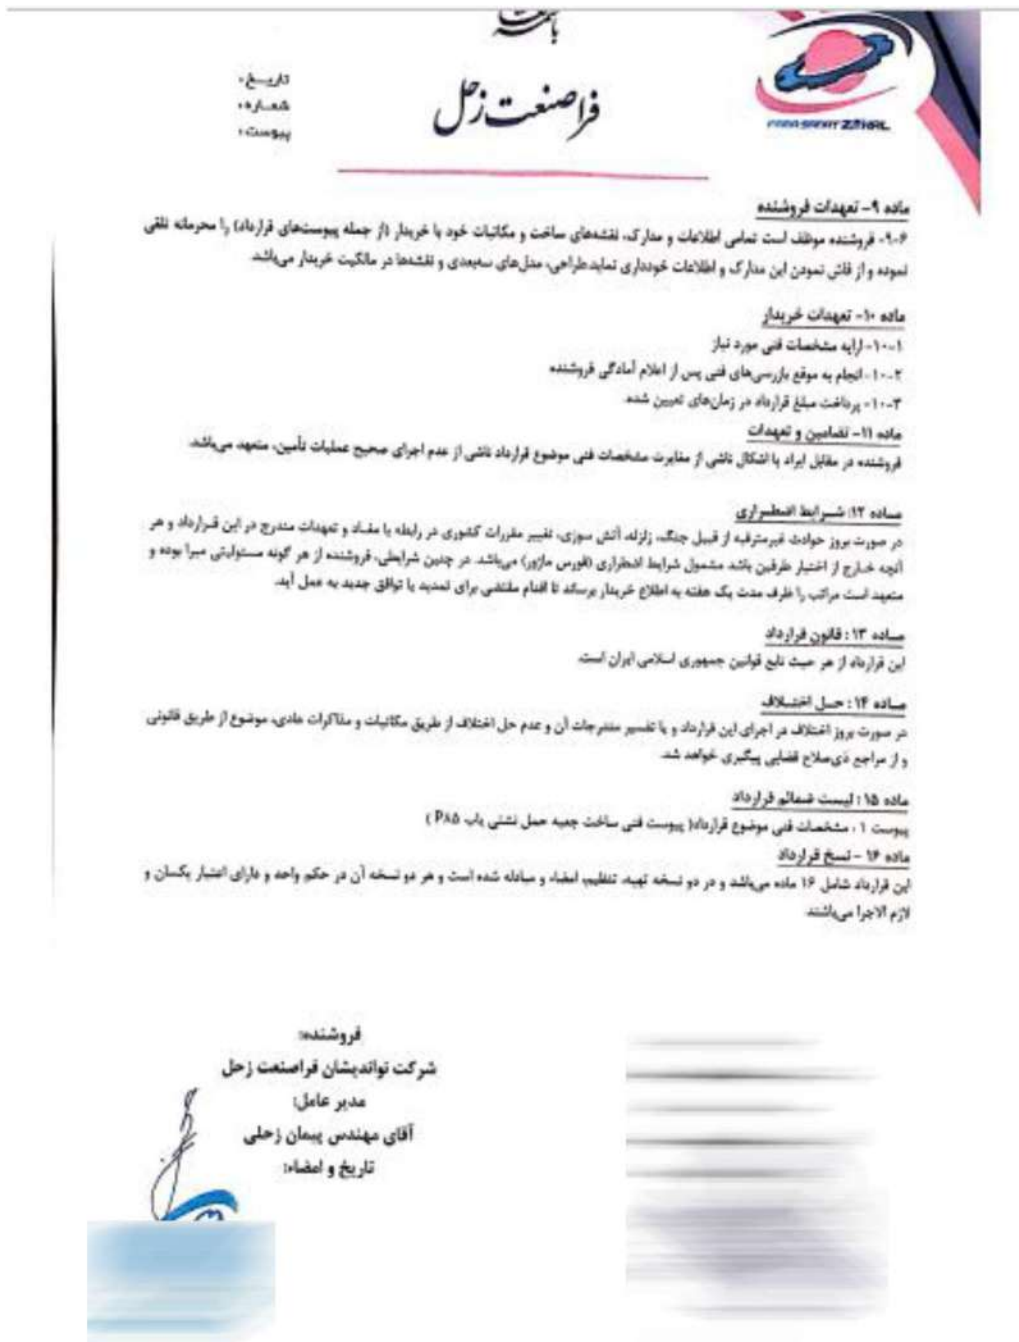 باسمه تعالی
فراصنعت زحل
تاریخ:
شماره:
پیوست:
FARA SANAT ZOHAL
ماده ۹- تعهدات فروشنده
۹-۶- فروشنده موظف است تمامی اطلاعات و مدارک، نقشه‌های ساخت و مکاتبات خود با خریدار (از جمله پیوست‌های قرارداد) را محرمانه تلقی
نموده و از فاش نمودن این مدارک و اطلاعات خودداری نماید.طراحی، مدل‌های سه‌بعدی و نقشه‌ها در مالکیت خریدار می‌باشد.
ماده ۱۰- تعهدات خریدار
۱۰-۱- ارایه مشخصات فنی مورد نیاز
۱۰-۲- انجام به موقع بازرسی‌های فنی پس از اعلام آمادگی فروشنده
۱۰-۳- پرداخت مبلغ قرارداد در زمان‌های تعیین شده.
ماده ۱۱- تضامین و تعهدات
فروشنده در مقابل ایراد یا اشکال ناشی از مغایرت مشخصات فنی موضوع قرارداد ناشی از عدم اجرای صحیح عملیات تأمین، متعهد می‌باشد.
مـاده ۱۲: شـرایط اضطـراری
در صورت بروز حوادث غیرمترقبه از قبیل جنگ، زلزله، آتش سوزی، تغییر مقررات کشوری در رابطه با مفـاد و تعهدات مندرج در این قـرارداد و هر
آنچه خـارج از اختیار طرفین باشد مشمول شرایط اضطراری (فورس ماژور) می‌باشد. در چنین شرایطی، فروشنده از هر گونه مسئولیتی مبرا بوده و
متعهد است مراتب را ظرف مدت یک هفته به اطلاع خریدار برساند تا اقدام مقتضی برای تمدید یا توافق جدید به عمل آید.
مـاده ۱۳ : قانون قرارداد
این قرارداد از هر حیث تابع قوانین جمهوری اسلامی ایران است.
مـاده ۱۴ : حـل اختـلاف
در صورت بروز اختلاف در اجرای این قرارداد و یا تفسیر مندرجات آن و عدم حل اختلاف از طریق مکاتبات و مذاکرات عادی، موضوع از طریق قانونی
و از مراجع ذی‌صلاح قضایی پیگیری خواهد شد.
ماده ۱۵ : لیست ضمائم قرارداد
پیوست ۱ : مشخصات فنی موضوع قرارداد( پیوست فنی ساخت جعبه حمل نشتی یاب P۸۵ )
ماده ۱۶ – نسخ قرارداد
این قرارداد شامل ۱۶ ماده می‌باشد و در دو نسخه تهیه، تنظیم، امضاء و مبادله شده است و هر دو نسخه آن در حکم واحد و دارای اعتبار یکسان و
لازم الاجرا می‌باشند.
فروشنده:
شرکت نواندیشان فراصنعت زحل
مدیر عامل:
آقای مهندس پیمان زحلی
تاریخ و امضاء: